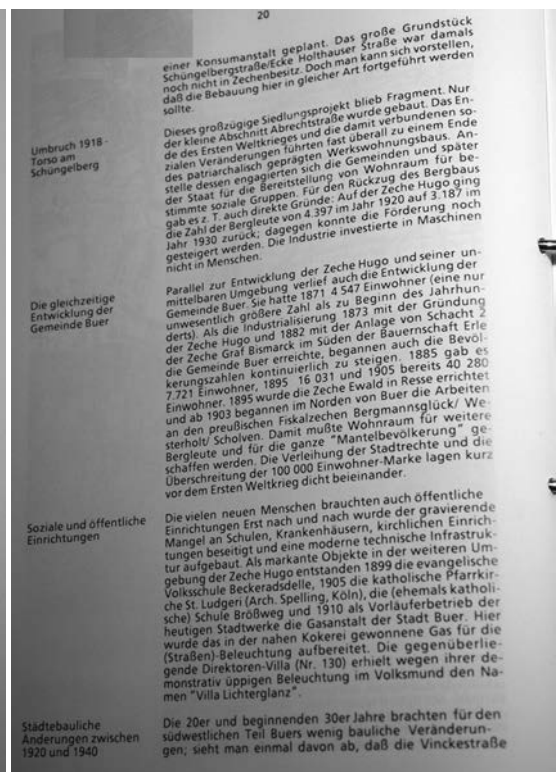 20
einer Konsumanstalt geplant. Das große Grundstück
Schüngelbergstraße/Ecke Holthauser Straße war damals
noch nicht in Zechenbesitz. Doch man kann sich vorstellen,
daß die Bebauung hier in gleicher Art fortgeführt werden
sollte.
Umbruch 1918 -
Torso am
Schüngelberg
Dieses großzügige Siedlungsprojekt blieb Fragment. Nur
der kleine Abschnitt Abrechtstraße wurde gebaut. Das En-
de des Ersten Weltkrieges und die damit verbundenen so-
zialen Veränderungen führten fast überall zu einem Ende
des patriarchalisch geprägten Werkswohnungsbaus. An-
stelle dessen engagierten sich die Gemeinden und später
der Staat für die Bereitstellung von Wohnraum für be-
stimmte soziale Gruppen. Für den Rückzug des Bergbaus
gab es z. T. auch direkte Gründe: Auf der Zeche Hugo ging
die Zahl der Bergleute von 4.397 im Jahr 1920 auf 3.187 im
Jahr 1930 zurück; dagegen konnte die Förderung noch
gesteigert werden. Die Industrie investierte in Maschinen
nicht in Menschen.
Die gleichzeitige
Entwicklung der
Gemeinde Buer
Parallel zur Entwicklung der Zeche Hugo und seiner un-
mittelbaren Umgebung verlief auch die Entwicklung der
Gemeinde Buer. Sie hatte 1871 4 547 Einwohner (eine nur
unwesentlich größere Zahl als zu Beginn des Jahrhun-
derts). Als die Industrialisierung 1873 mit der Gründung
der Zeche Hugo und 1882 mit der Anlage von Schacht 2
der Zeche Graf Bismarck im Süden der Bauernschaft Erle
die Gemeinde Buer erreichte, begannen auch die Bevöl-
kerungszahlen kontinuierlich zu steigen. 1885 gab es
7.721 Einwohner, 1895 16 031 und 1905 bereits 40 280
Einwohner. 1895 wurde die Zeche Ewald in Resse errichtet
und ab 1903 begannen im Norden von Buer die Arbeiten
an den preußischen Fiskalzechen Bergmannsglück/ We-
sterholt/ Scholven. Damit mußte Wohnraum für weitere
Bergleute und für die ganze "Mantelbevölkerung" ge-
schaffen werden. Die Verleihung der Stadtrechte und die
Überschreitung der 100 000 Einwohner-Marke lagen kurz
vor dem Ersten Weltkrieg dicht beieinander.
Soziale und öffentliche
Einrichtungen
Die vielen neuen Menschen brauchten auch öffentliche
Einrichtungen Erst nach und nach wurde der gravierende
Mangel an Schulen, Krankenhäusern, kirchlichen Einrich-
tungen beseitigt und eine moderne technische Infrastruk-
tur aufgebaut. Als markante Objekte in der weiteren Um-
gebung der Zeche Hugo entstanden 1899 die evangelische
Volksschule Beckeradsdelle, 1905 die katholische Pfarrkir-
che St. Ludgeri (Arch. Spelling, Köln), die (ehemals katholi-
sche) Schule Brößweg und 1910 als Vorläuferbetrieb der
heutigen Stadtwerke die Gasanstalt der Stadt Buer. Hier
wurde das in der nahen Kokerei gewonnene Gas für die
(Straßen)-Beleuchtung aufbereitet. Die gegenüberlie-
gende Direktoren-Villa (Nr. 130) erhielt wegen ihrer de-
monstrativ üppigen Beleuchtung im Volksmund den Na-
men "Villa Lichterglanz".
Städtebauliche
Änderungen zwischen
1920 und 1940
Die 20er und beginnenden 30er Jahre brachten für den
südwestlichen Teil Buers wenig bauliche Veränderun-
gen; sieht man einmal davon ab, daß die Vinckestraße